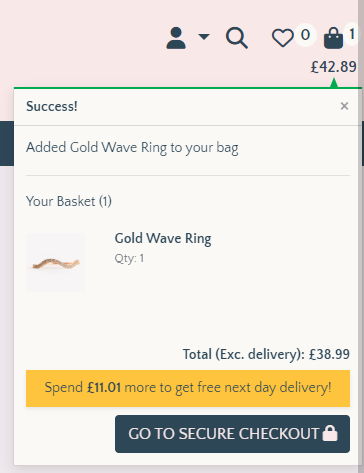 0
1
£42.89
Success!
×
Added Gold Wave Ring to your bag
Your Basket (1)
Gold Wave Ring
Qty: 1
Total (Exc. delivery): £38.99
Spend £11.01 more to get free next day delivery!
GO TO SECURE CHECKOUT